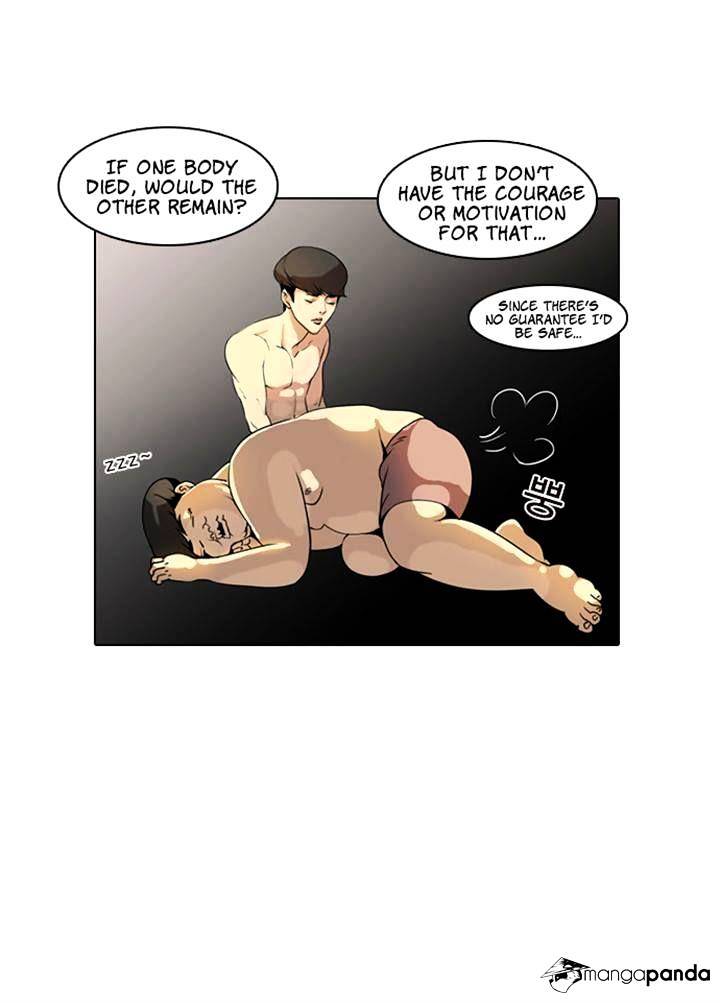 IF ONE BODY
DIED, WOULD THE
OTHER REMAIN?
BUT I DON'T
HAVE THE COURAGE
OR MOTIVATION
FOR THAT...
SINCE THERE'S
NO GUARANTEE I'D
BE SAFE...
ZZZ~
뿡
mangapanda